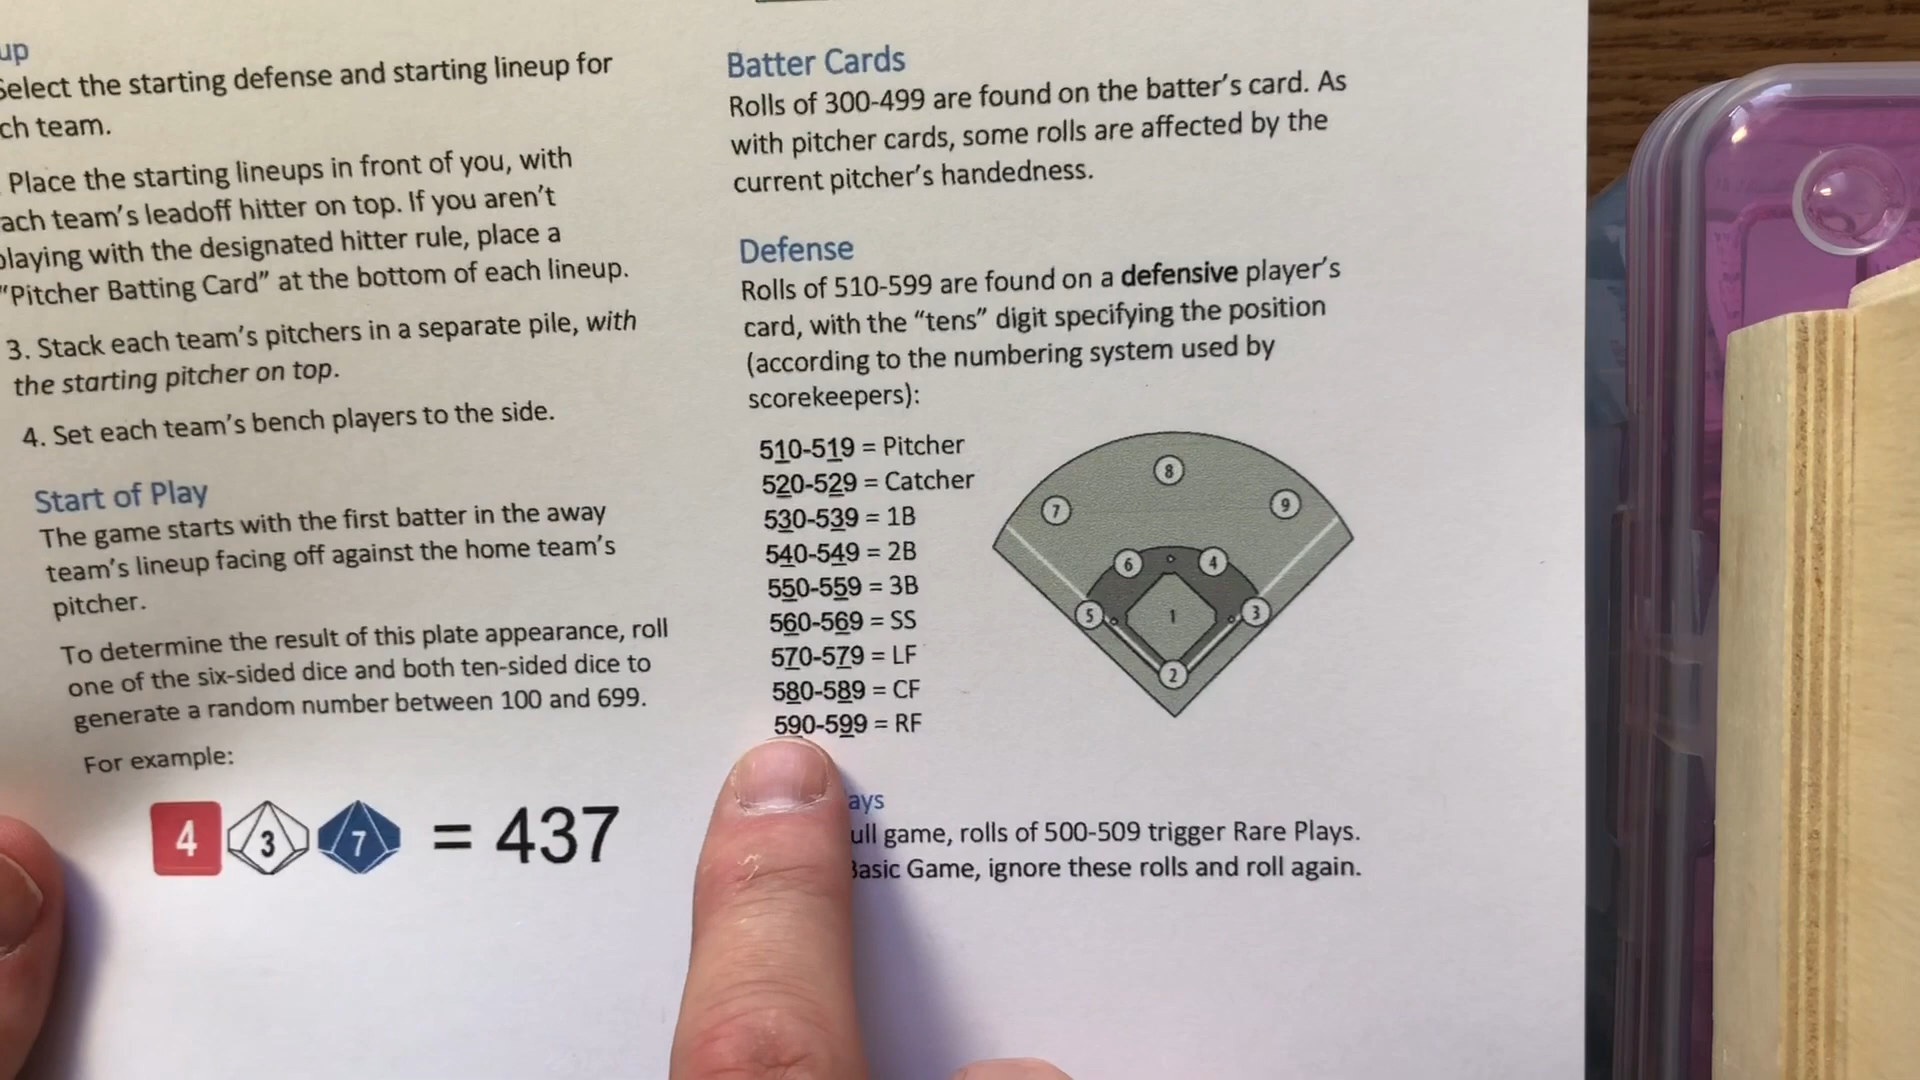 up
Select the starting defense and starting lineup for
ch team.
Place the starting lineups in front of you, with
ach team's leadoff hitter on top. If you aren't
playing with the designated hitter rule, place a
"Pitcher Batting Card" at the bottom of each lineup.
3. Stack each team's pitchers in a separate pile, with
the starting pitcher on top.
4. Set each team's bench players to the side.
Start of Play
The game starts with the first batter in the away
team's lineup facing off against the home team's
pitcher.
To determine the result of this plate appearance, roll
one of the six-sided dice and both ten-sided dice to
generate a random number between 100 and 699.
For example:
4 3 7 = 437
Batter Cards
Rolls of 300-499 are found on the batter's card. As
with pitcher cards, some rolls are affected by the
current pitcher's handedness.
Defense
Rolls of 510-599 are found on a defensive player's
card, with the "tens" digit specifying the position
(according to the numbering system used by
scorekeepers):
510-519 = Pitcher
520-529 = Catcher
530-539 = 1B
540-549 = 2B
550-559 = 3B
560-569 = SS
570-579 = LF
580-589 = CF
590-599 = RF
8
7
9
6
4
5
1
3
2
ays
ull game, rolls of 500-509 trigger Rare Plays.
Basic Game, ignore these rolls and roll again.